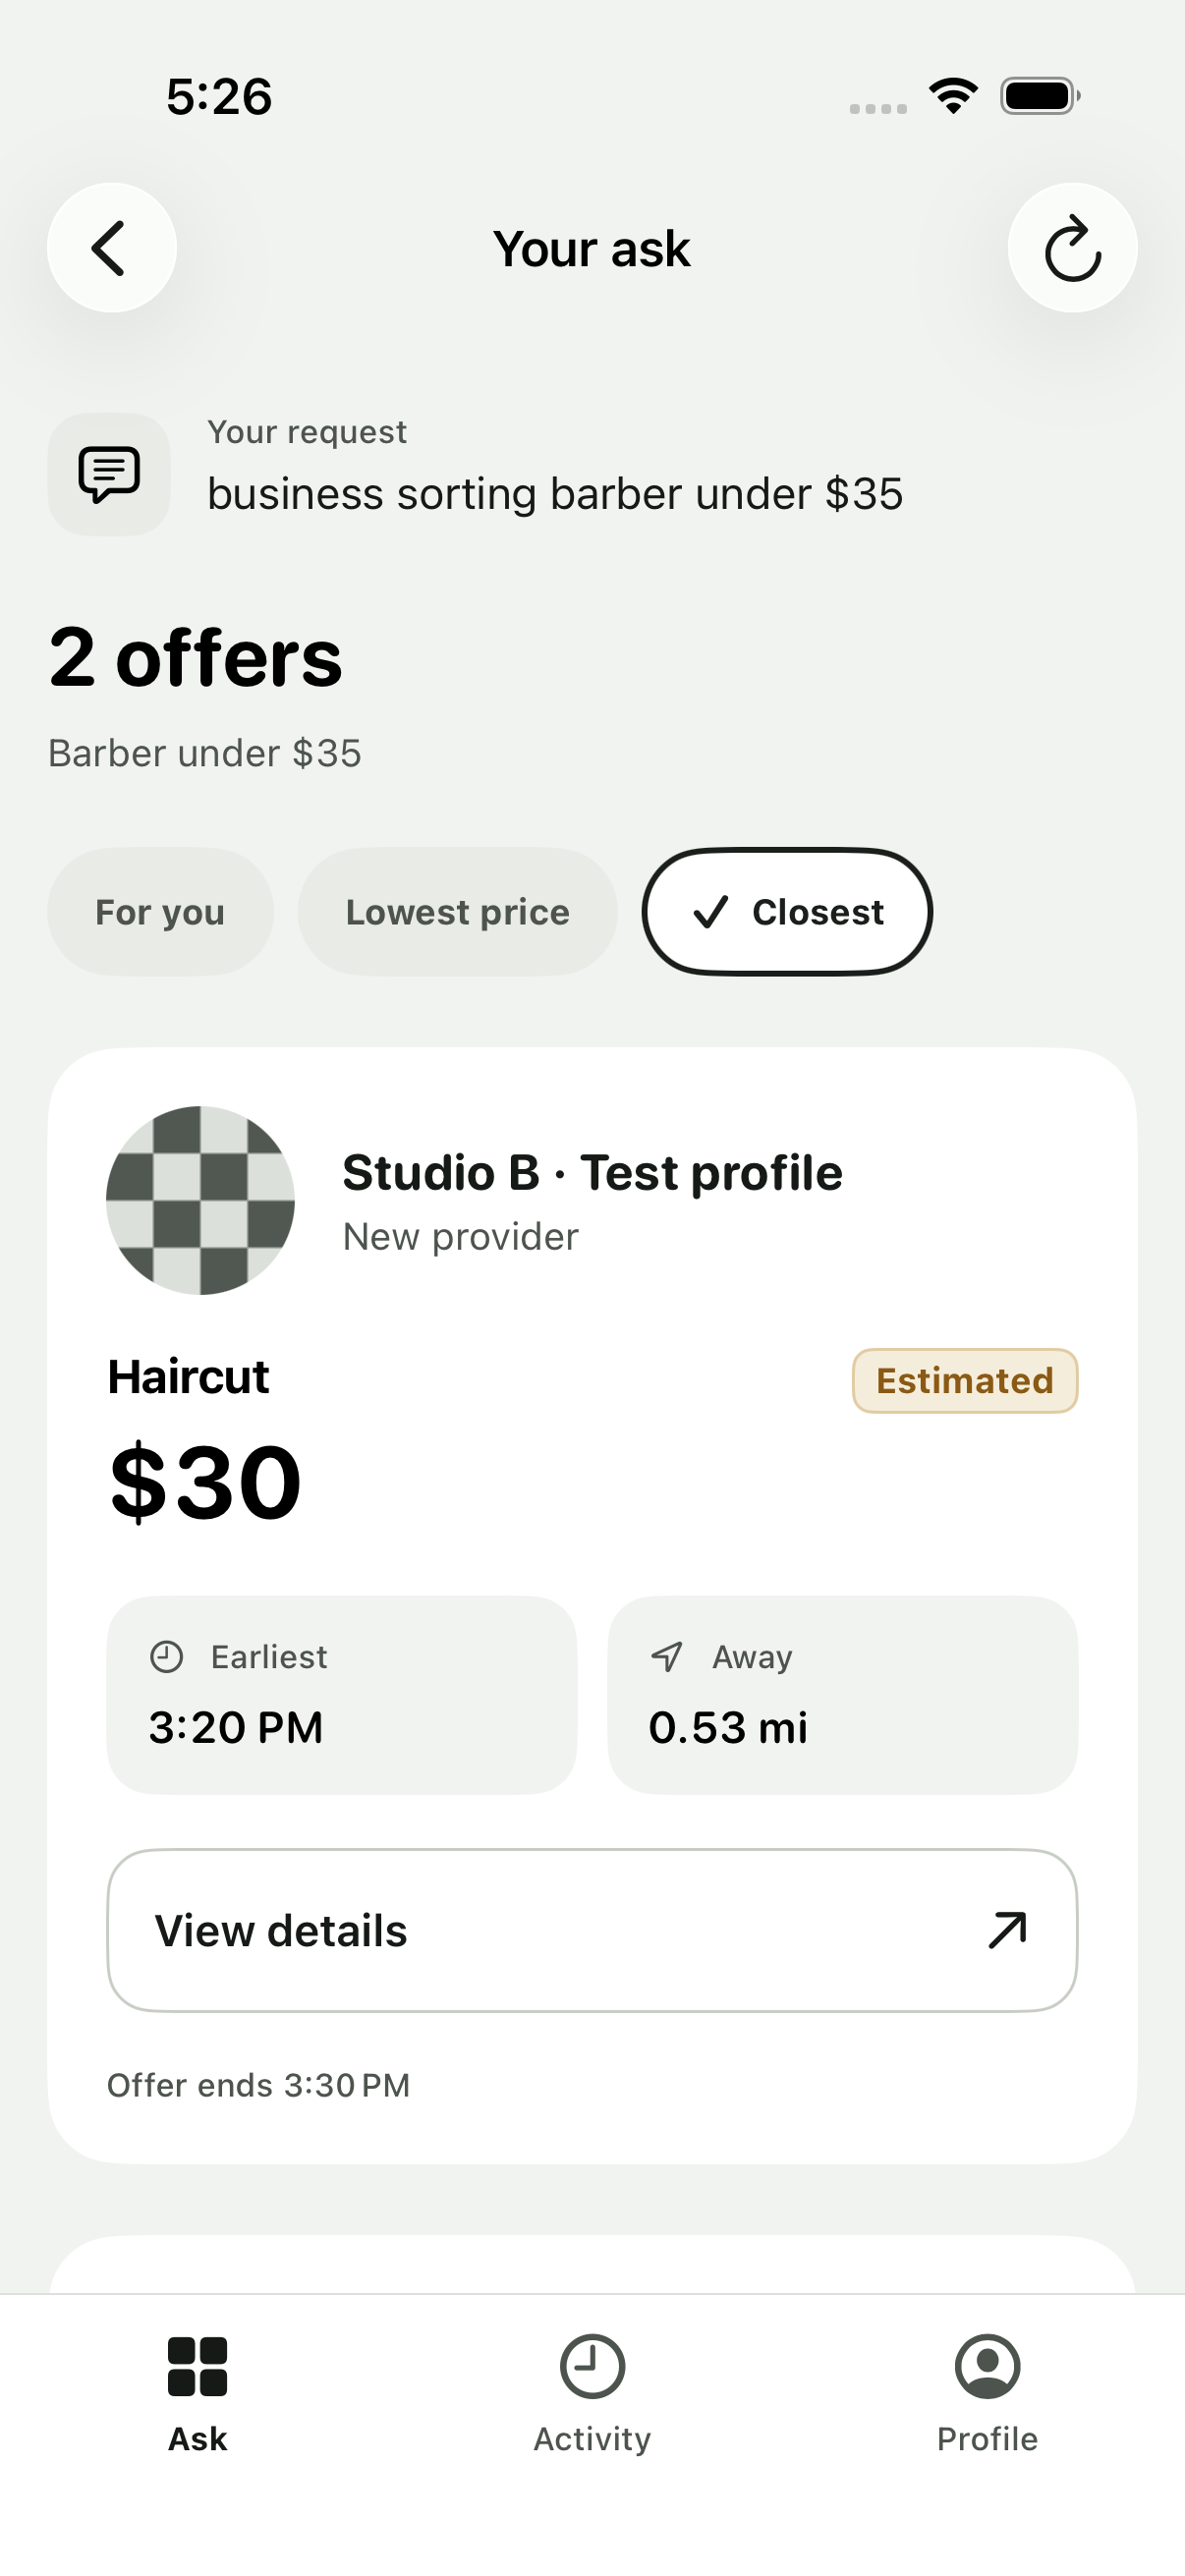 5:26
Your ask
Your request
business sorting barber under $35
2 offers
Barber under $35
For you
Lowest price
Closest
Studio B · Test profile
New provider
Haircut
Estimated
$30
Earliest
3:20 PM
Away
0.53 mi
View details
Offer ends 3:30 PM
Ask
Activity
Profile